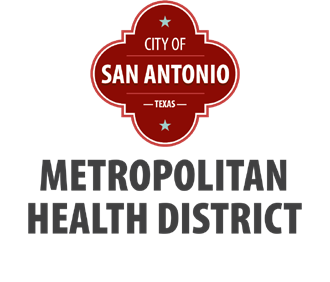 CITY OF
SAN ANTONIO
— TEXAS —
METROPOLITAN
HEALTH DISTRICT